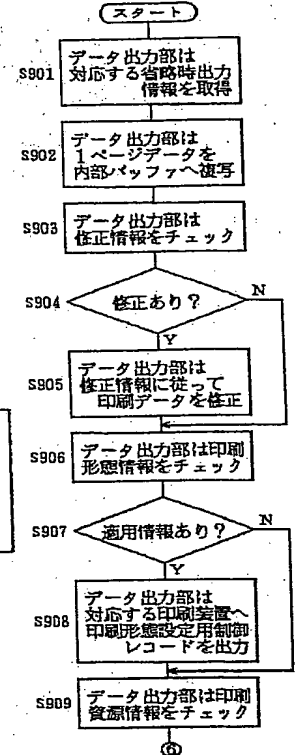 スタート
S901
データ出力部は
対応する省略時出力
情報を取得
S902
データ出力部は
1ページデータを
内部バッファへ複写
S903
データ出力部は
修正情報をチェック
S904
修正あり?
N
Y
S905
データ出力部は
修正情報に従って
印刷データを修正
S906
データ出力部は印刷
形態情報をチェック
S907
適用情報あり?
N
Y
S908
データ出力部は
対応する印刷装置へ
印刷形態設定用制御
レコードを出力
S909
データ出力部は印刷
資源情報をチェック
⑥